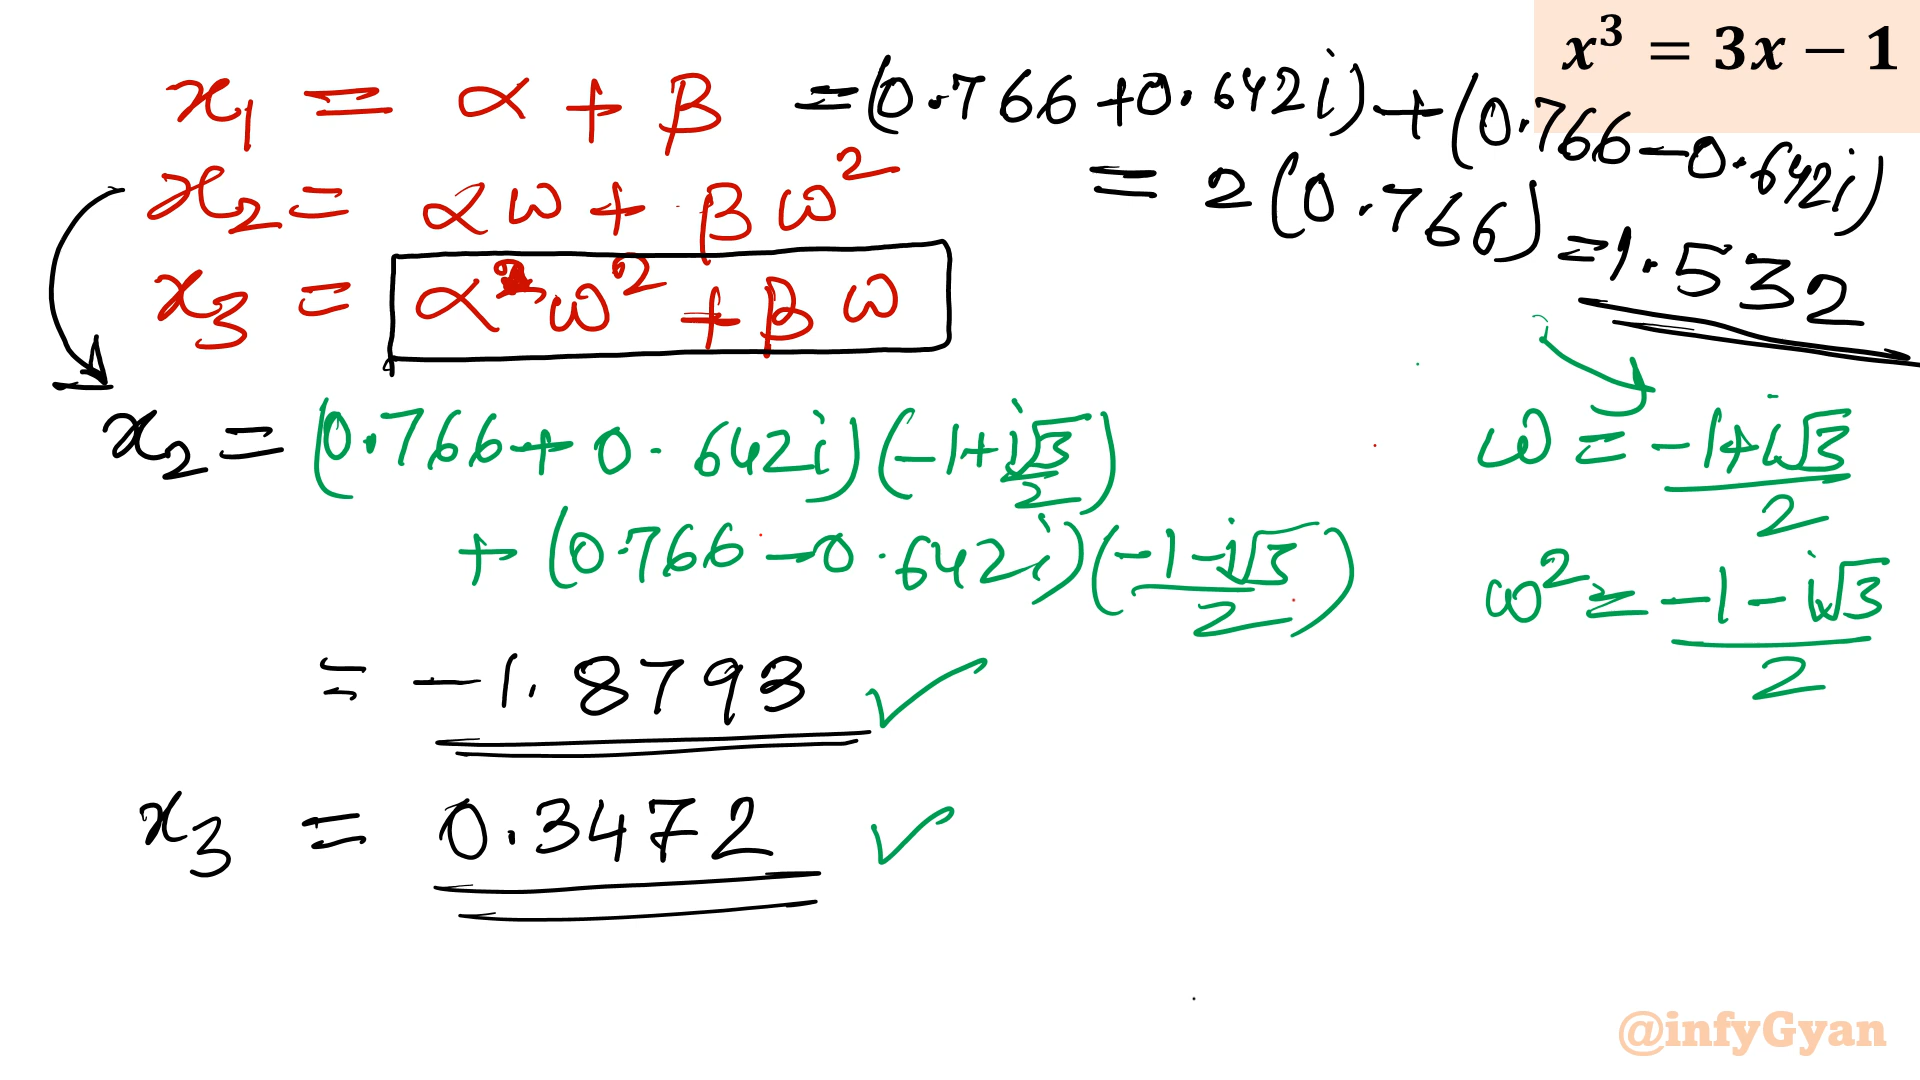 x³ = 3x − 1
x₁ = α + β = (0.766 + 0.642i) + (0.766 − 0.642i)
= 2(0.766) = 1.532
x₂ = αω + βω²
x₃ = αω² + βω
x₂ = (0.766 + 0.642i)(−1+i√3/2)
+ (0.766 − 0.642i)(−1−i√3/2)
ω = −1+i√3/2
ω² = −1−i√3/2
= −1.8793 ✓
x₃ = 0.3472 ✓
@infyGyan